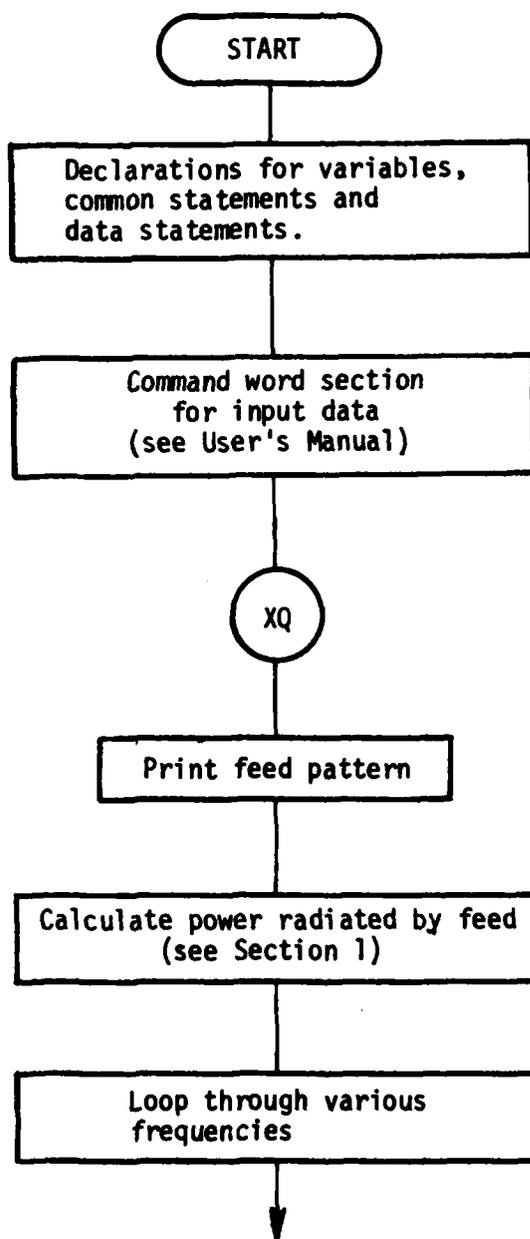 START
Declarations for variables,
common statements and
data statements.
Command word section
for input data
(see User's Manual)
XQ
Print feed pattern
Calculate power radiated by feed
(see Section 1)
Loop through various
frequencies